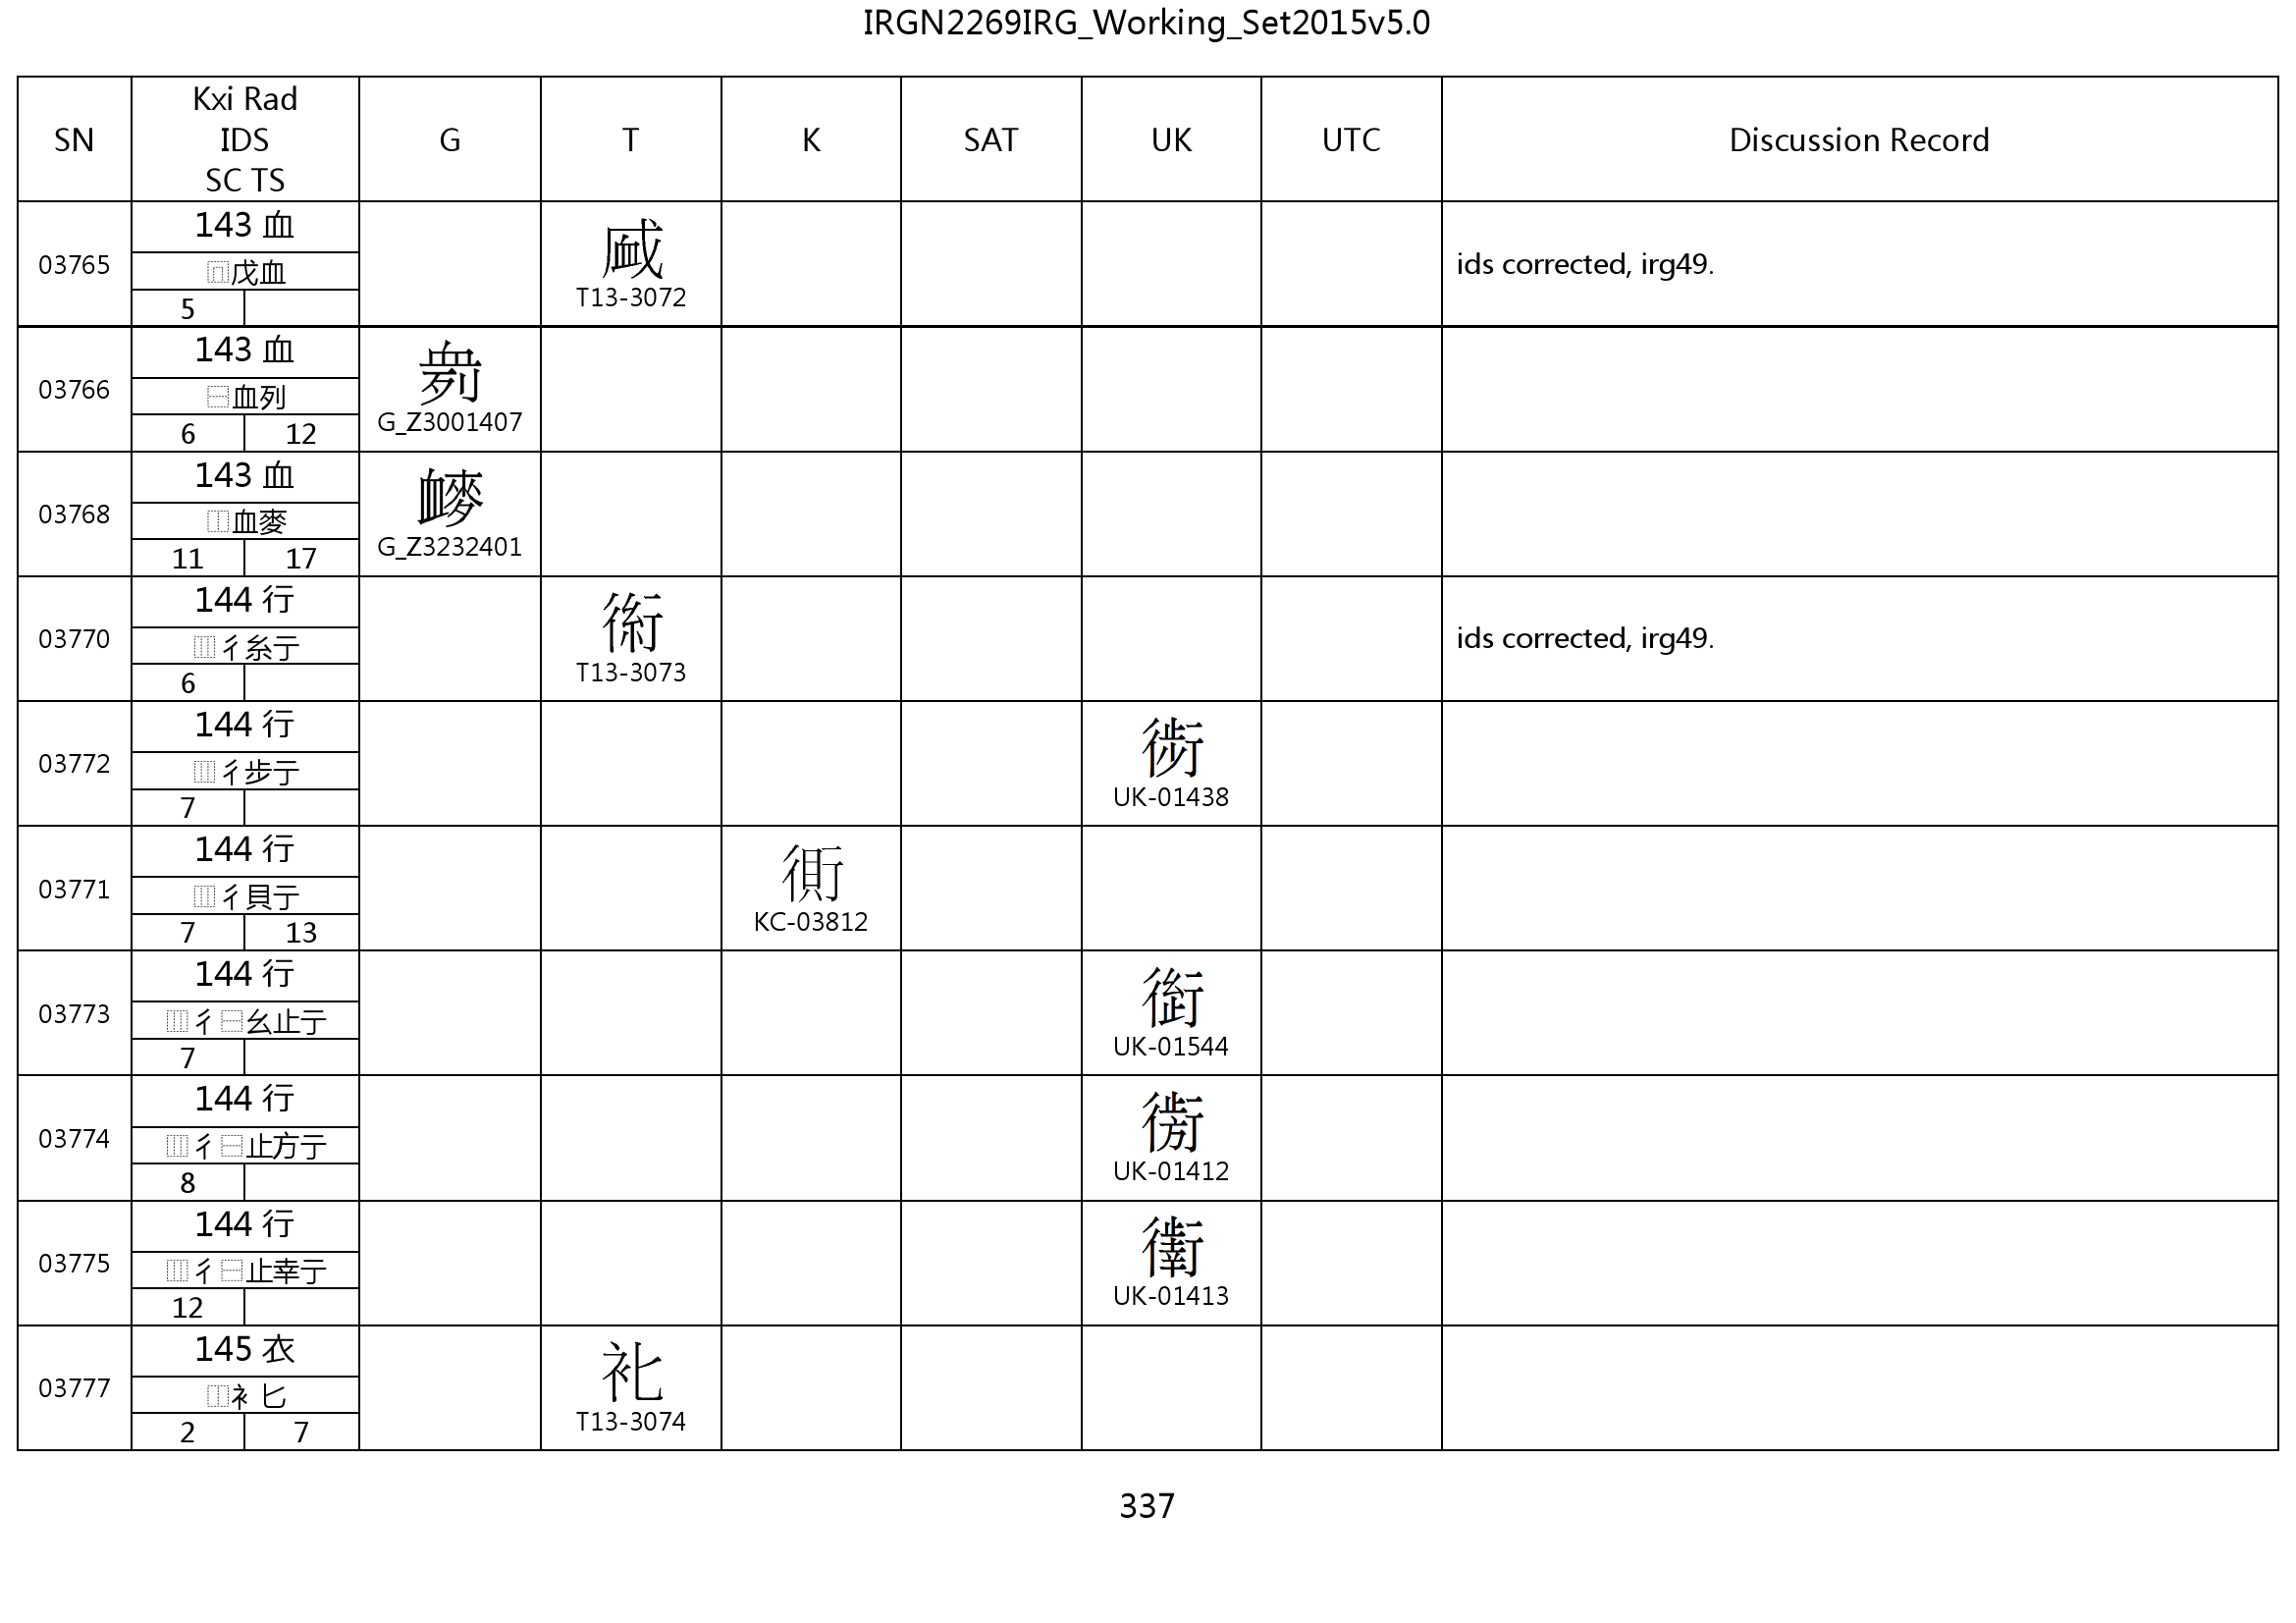 IRGN2269IRG_Working_Set2015v5.0
SN Kxi Rad IDS SC TS G T K SAT UK UTC Discussion Record
03765 143 血 ⿵戊血 5 T13-3072 ids corrected, irg49.
03766 143 血 ⿱血列 6 12 G_Z3001407
03768 143 血 ⿰血麥 11 17 G_Z3232401
03770 144 行 ⿲彳糸亍 6 T13-3073 ids corrected, irg49.
03772 144 行 ⿲彳步亍 7 UK-01438
03771 144 行 ⿲彳貝亍 7 13 KC-03812
03773 144 行 ⿲彳⿱幺止亍 7 UK-01544
03774 144 行 ⿲彳⿱止方亍 8 UK-01412
03775 144 行 ⿲彳⿱止幸亍 12 UK-01413
03777 145 衣 ⿰衤匕 2 7 T13-3074
337